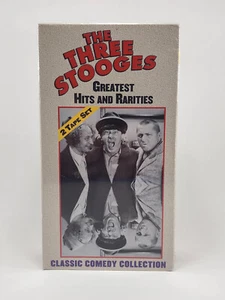 THE
THREE
STOOGES
GREATEST
HITS AND RARITIES
2 TAPE SET
CLASSIC COMEDY COLLECTION